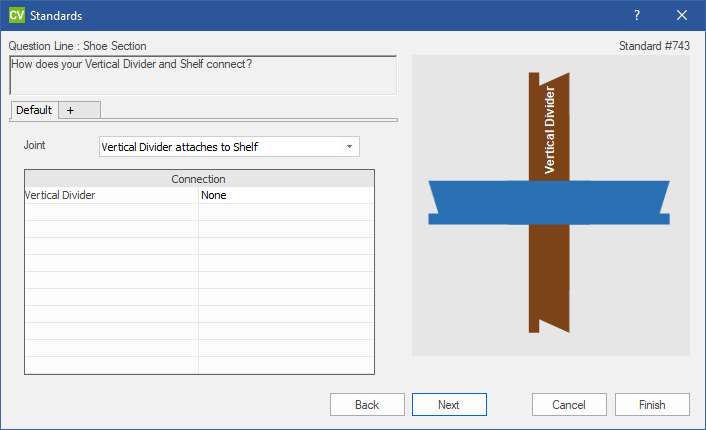 CV Standards ?
Question Line : Shoe Section
Standard #743
How does your Vertical Divider and Shelf connect?
Default +
Joint Vertical Divider attaches to Shelf
Connection
Vertical Divider None
Vertical Divider
Back Next Cancel Finish